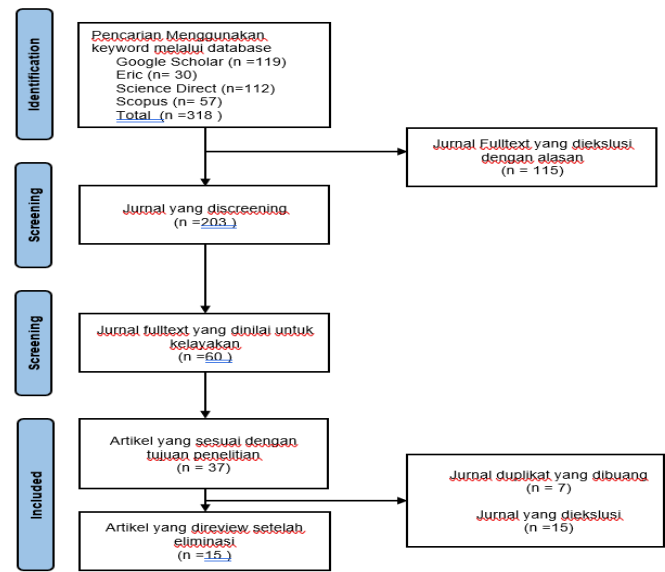 Identification
Pencarian Menggunakan
keyword melalui database
Google Scholar (n =119)
Eric (n= 30)
Science Direct (n=112)
Scopus (n= 57)
Total  (n =318 )
Jurnal Fulltext yang diekslusi
dengan alasan
(n = 115)
Screening
Jurnal yang discreening
(n =203 )
Screening
Jurnal fulltext yang dinilai untuk
kelayakan
(n =60 )
Included
Artikel yang sesuai dengan
tujuan penelitian
(n = 37)
Jurnal duplikat yang dibuang
(n = 7)
Jurnal yang diekslusi
(n =15)
Artikel yang direview setelah
eliminasi
(n =15 )